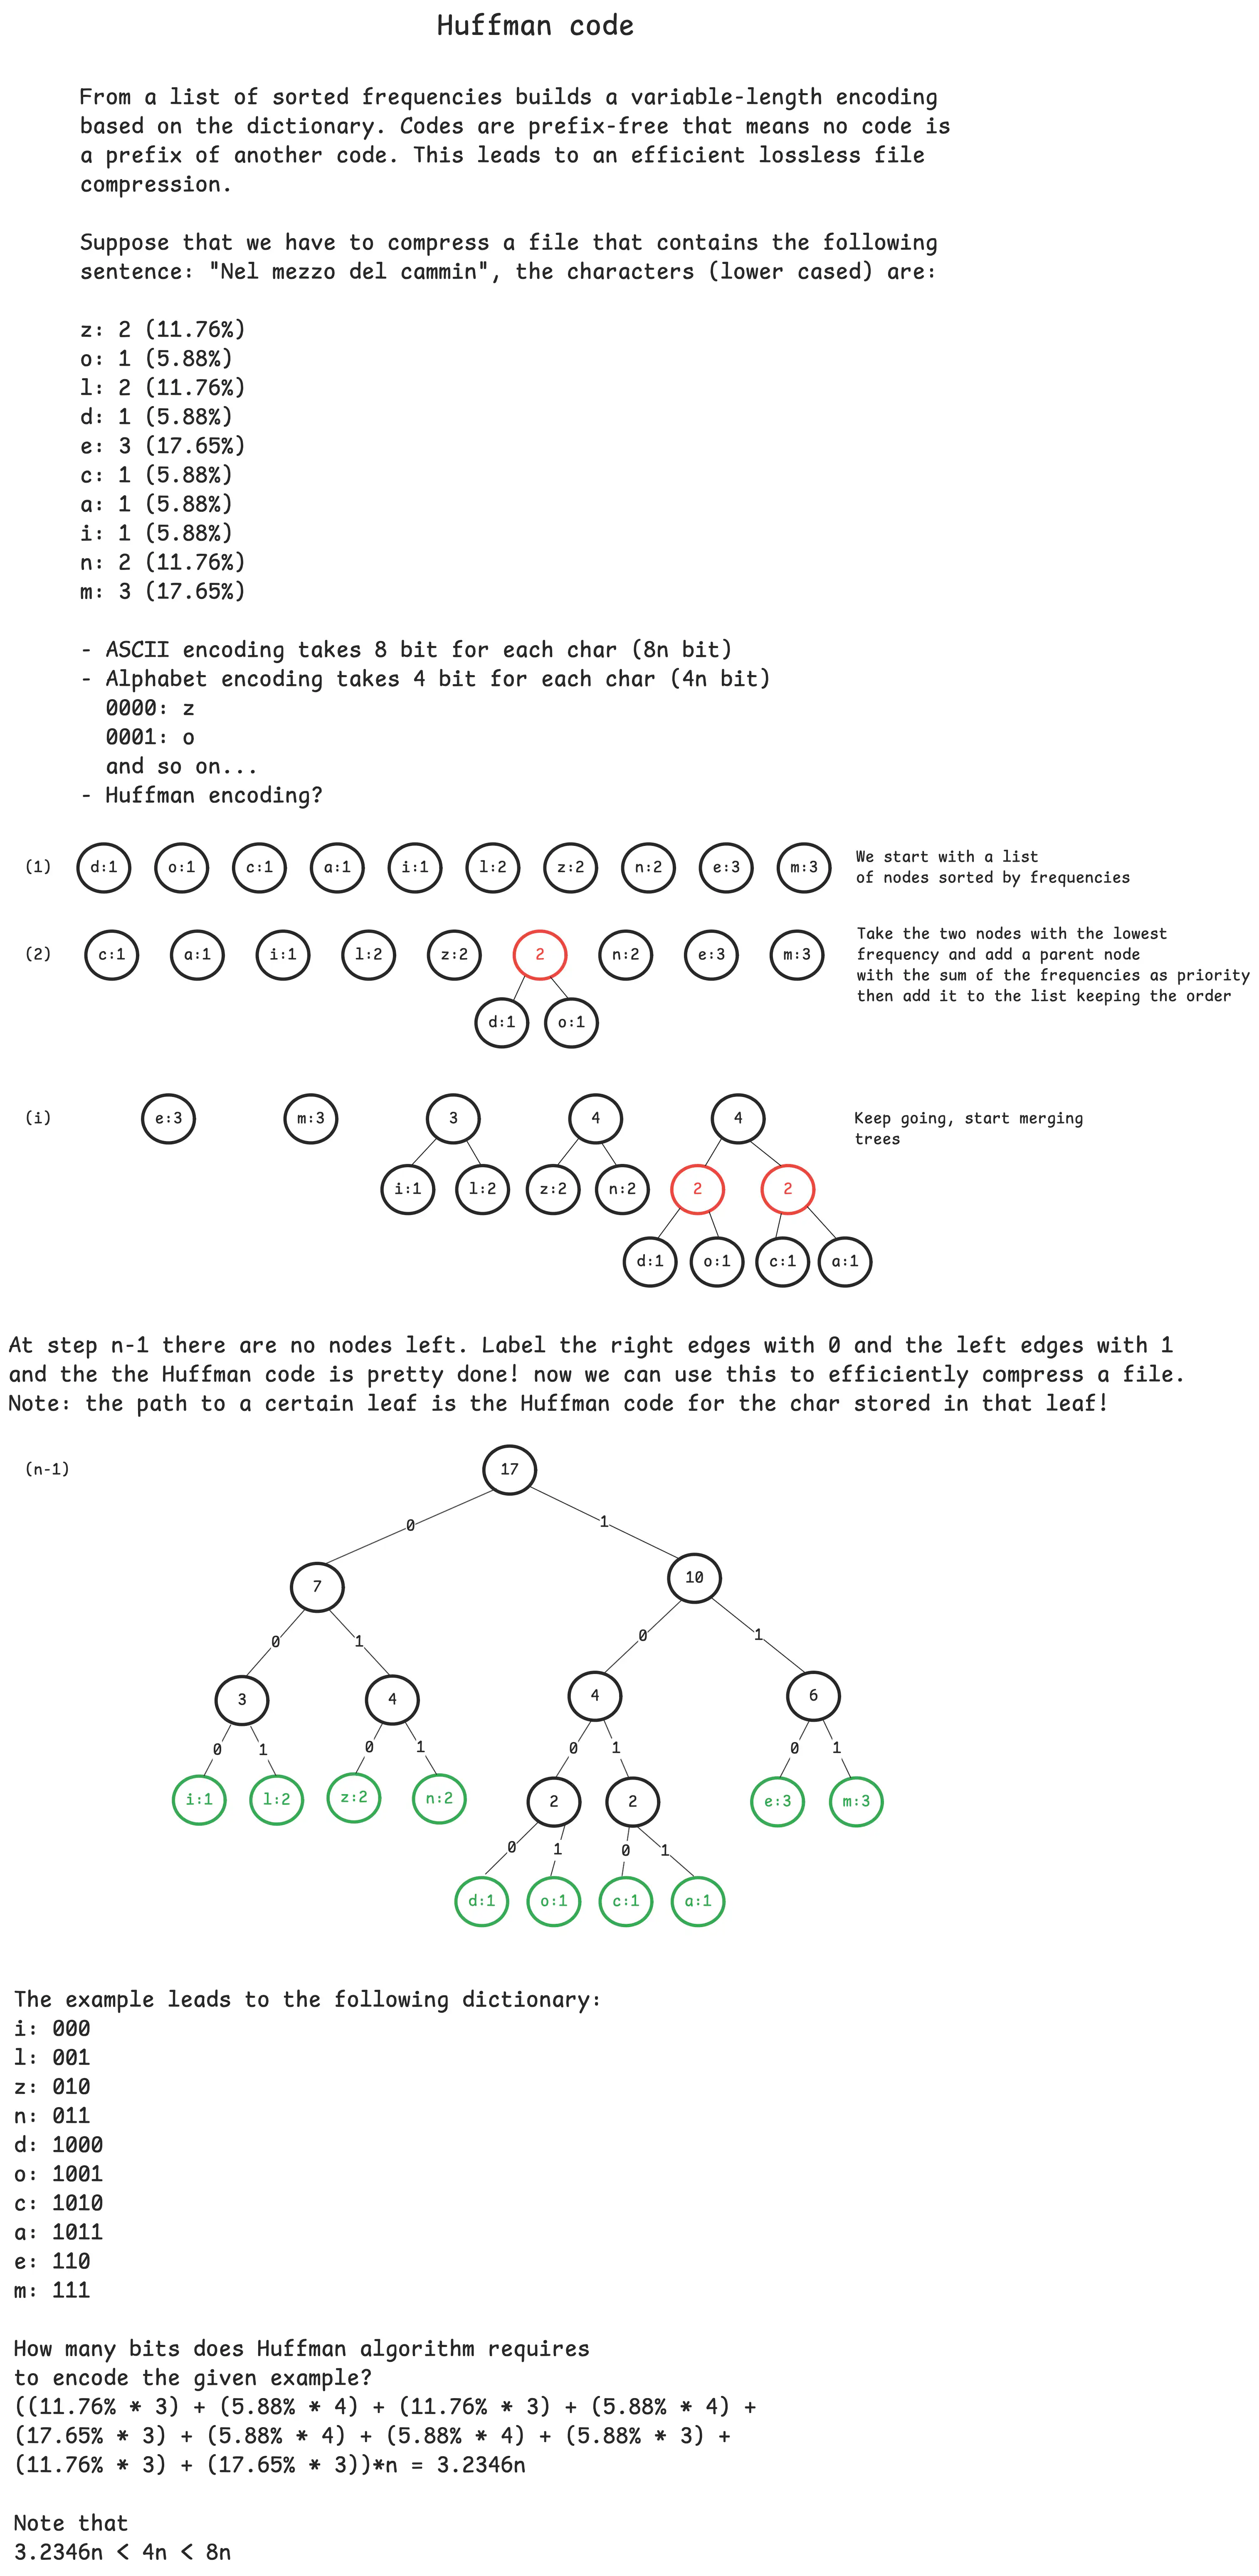 Huffman code
From a list of sorted frequencies builds a variable-length encoding
based on the dictionary. Codes are prefix-free that means no code is
a prefix of another code. This leads to an efficient lossless file
compression.
Suppose that we have to compress a file that contains the following
sentence: "Nel mezzo del cammin", the characters (lower cased) are:
z: 2 (11.76%)
o: 1 (5.88%)
l: 2 (11.76%)
d: 1 (5.88%)
e: 3 (17.65%)
c: 1 (5.88%)
a: 1 (5.88%)
i: 1 (5.88%)
n: 2 (11.76%)
m: 3 (17.65%)
- ASCII encoding takes 8 bit for each char (8n bit)
- Alphabet encoding takes 4 bit for each char (4n bit)
0000: z
0001: o
and so on...
- Huffman encoding?
(1) d:1 o:1 c:1 a:1 i:1 l:2 z:2 n:2 e:3 m:3
We start with a list
of nodes sorted by frequencies
(2) c:1 a:1 i:1 l:2 z:2 2 n:2 e:3 m:3
d:1 o:1
Take the two nodes with the lowest
frequency and add a parent node
with the sum of the frequencies as priority
then add it to the list keeping the order
(i) e:3 m:3 3 4 4
i:1 l:2 z:2 n:2 2 2
d:1 o:1 c:1 a:1
Keep going, start merging
trees
At step n-1 there are no nodes left. Label the right edges with 0 and the left edges with 1
and the the Huffman code is pretty done! now we can use this to efficiently compress a file.
Note: the path to a certain leaf is the Huffman code for the char stored in that leaf!
(n-1) 17
0 1
7 10
0 1 0 1
3 4 4 6
0 1 0 1 0 1 0 1
i:1 l:2 z:2 n:2 2 2 e:3 m:3
0 1 0 1
d:1 o:1 c:1 a:1
The example leads to the following dictionary:
i: 000
l: 001
z: 010
n: 011
d: 1000
o: 1001
c: 1010
a: 1011
e: 110
m: 111
How many bits does Huffman algorithm requires
to encode the given example?
((11.76% * 3) + (5.88% * 4) + (11.76% * 3) + (5.88% * 4) +
(17.65% * 3) + (5.88% * 4) + (5.88% * 4) + (5.88% * 3) +
(11.76% * 3) + (17.65% * 3))*n = 3.2346n
Note that
3.2346n < 4n < 8n